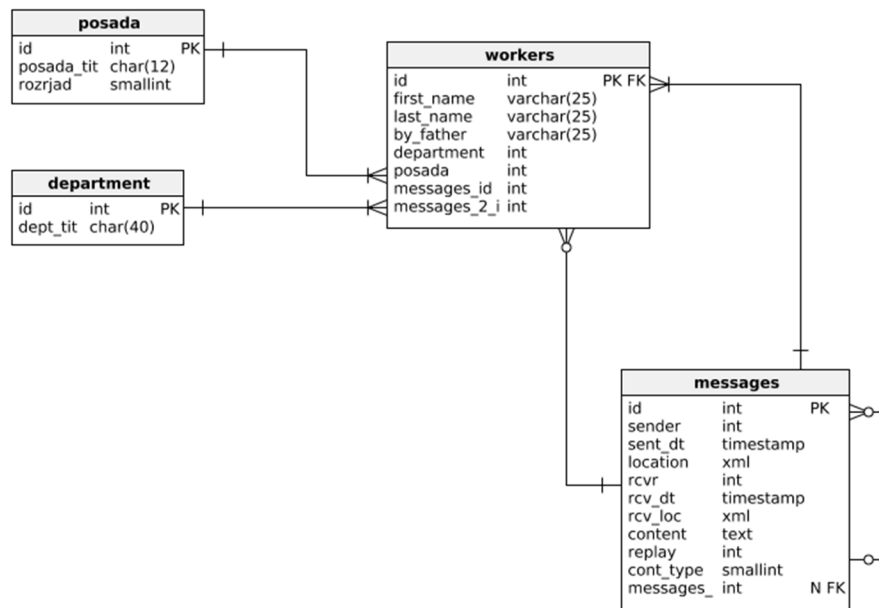 posada
id int PK
posada_tit char(12)
rozrjad smallint
department
id int PK
dept_tit char(40)
workers
id int PK FK
first_name varchar(25)
last_name varchar(25)
by_father varchar(25)
department int
posada int
messages_id int
messages_2_i int
messages
id int PK
sender int
sent_dt timestamp
location xml
rcvr int
rcv_dt timestamp
rcv_loc xml
content text
replay int
cont_type smallint
messages_ int N FK